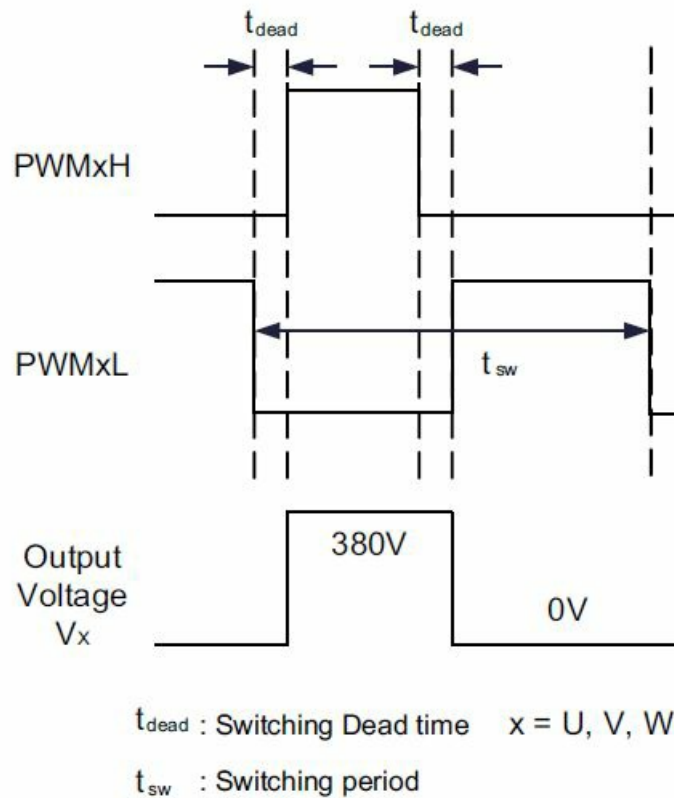 tdead tdead
PWMxH
PWMxL
tsw
Output
Voltage
Vx
380V
0V
tdead : Switching Dead time x = U, V, W
tsw : Switching period